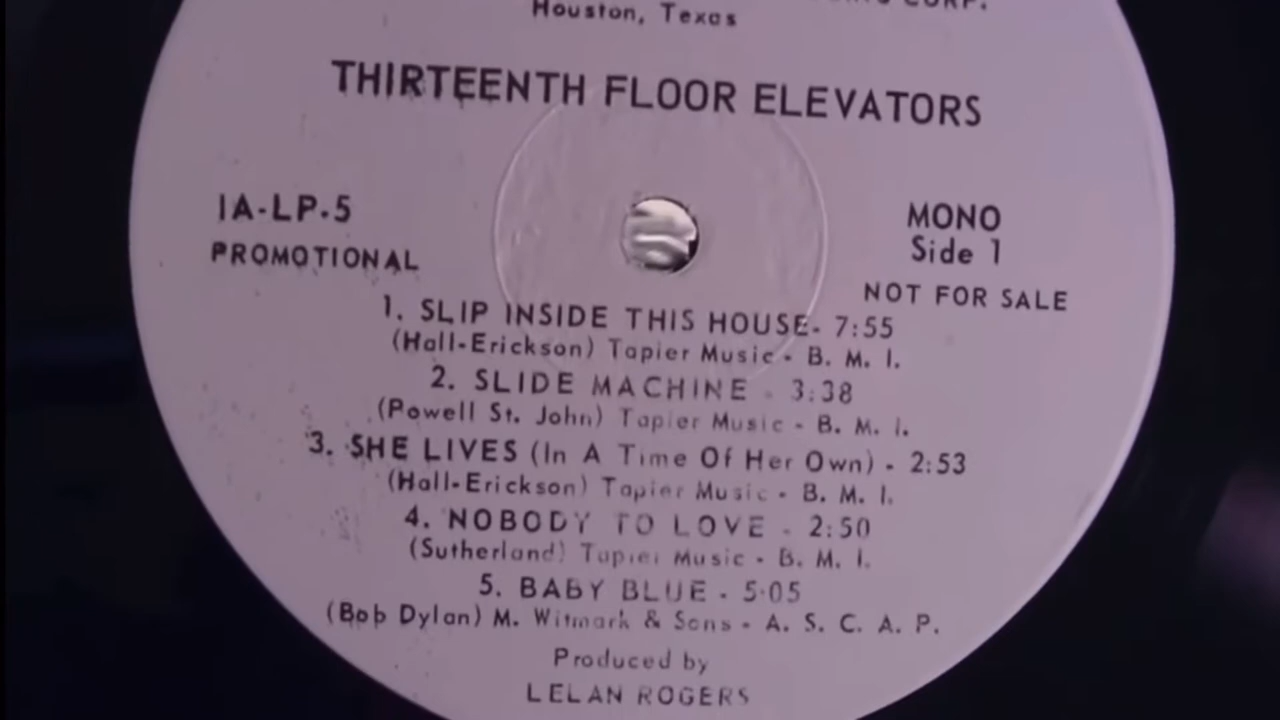 CORP.
Houston, Texas
THIRTEENTH FLOOR ELEVATORS
IA-LP-5
MONO
Side 1
PROMOTIONAL
NOT FOR SALE
1. SLIP INSIDE THIS HOUSE- 7:55
(Hall-Erickson) Tapier Music - B. M. I.
2. SLIDE MACHINE - 3:38
(Powell St. John) Tapier Music - B. M. I.
3. SHE LIVES (In A Time Of Her Own) - 2:53
(Hall-Erickson) Tapier Music - B. M. I.
4. NOBODY TO LOVE - 2:50
(Sutherland) Tapier Music - B. M. I.
5. BABY BLUE - 5:05
(Bob Dylan) M. Witmark & Sons - A. S. C. A. P.
Produced by
LELAN ROGERS